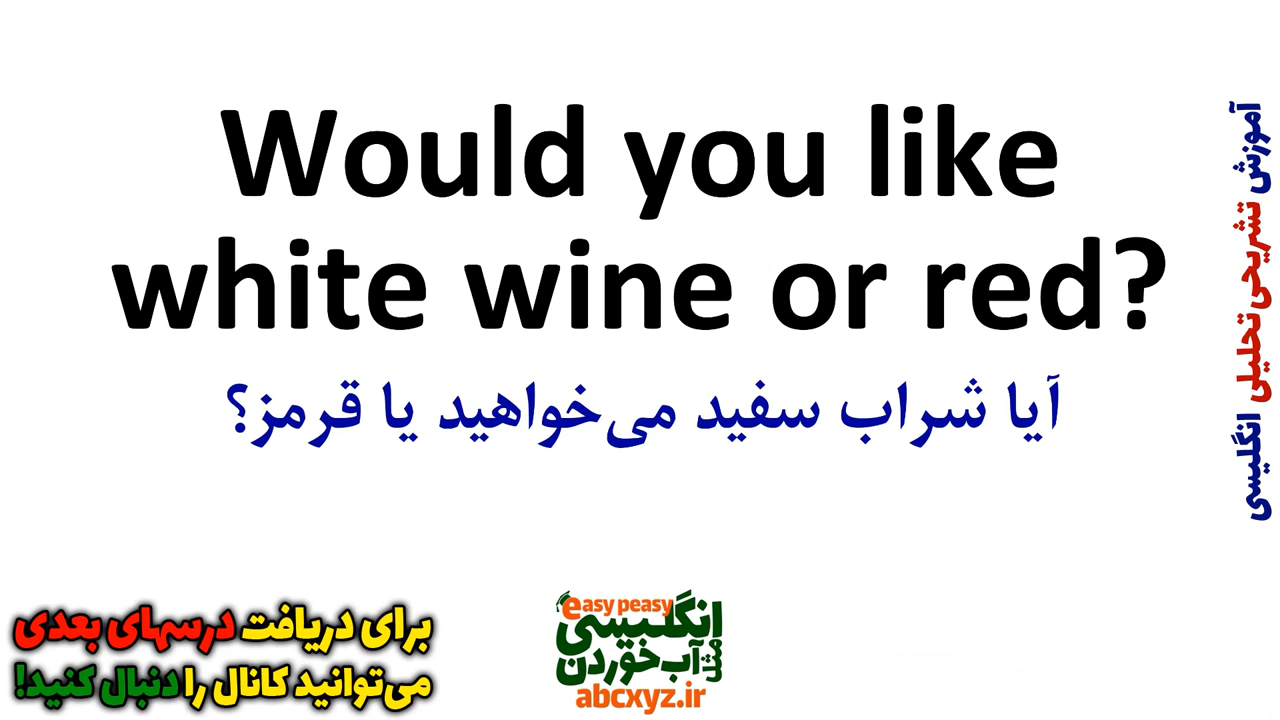 Would you like
white wine or red?
آیا شراب سفید می‌خواهید یا قرمز؟
آموزش تشریحی تحلیلی انگلیسی
برای دریافت درسهای بعدی
می‌توانید کانال را دنبال کنید!
easy peasy
انگلیسی
مثل آب خوردن
abcxyz.ir